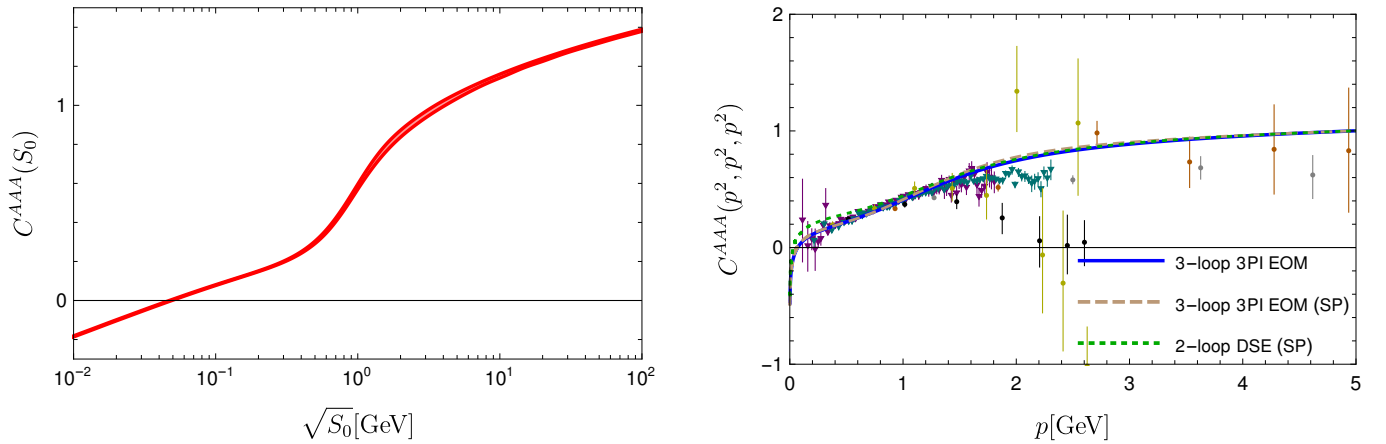 C^{AAA}(S_0)
1
0
10^{-2}
10^{-1}
10^0
10^1
10^2
\sqrt{S_0}[GeV]
C^{AAA}(p^2, p^2, p^2)
2
1
0
-1
3-loop 3PI EOM
3-loop 3PI EOM (SP)
2-loop DSE (SP)
0
1
2
3
4
5
p[GeV]